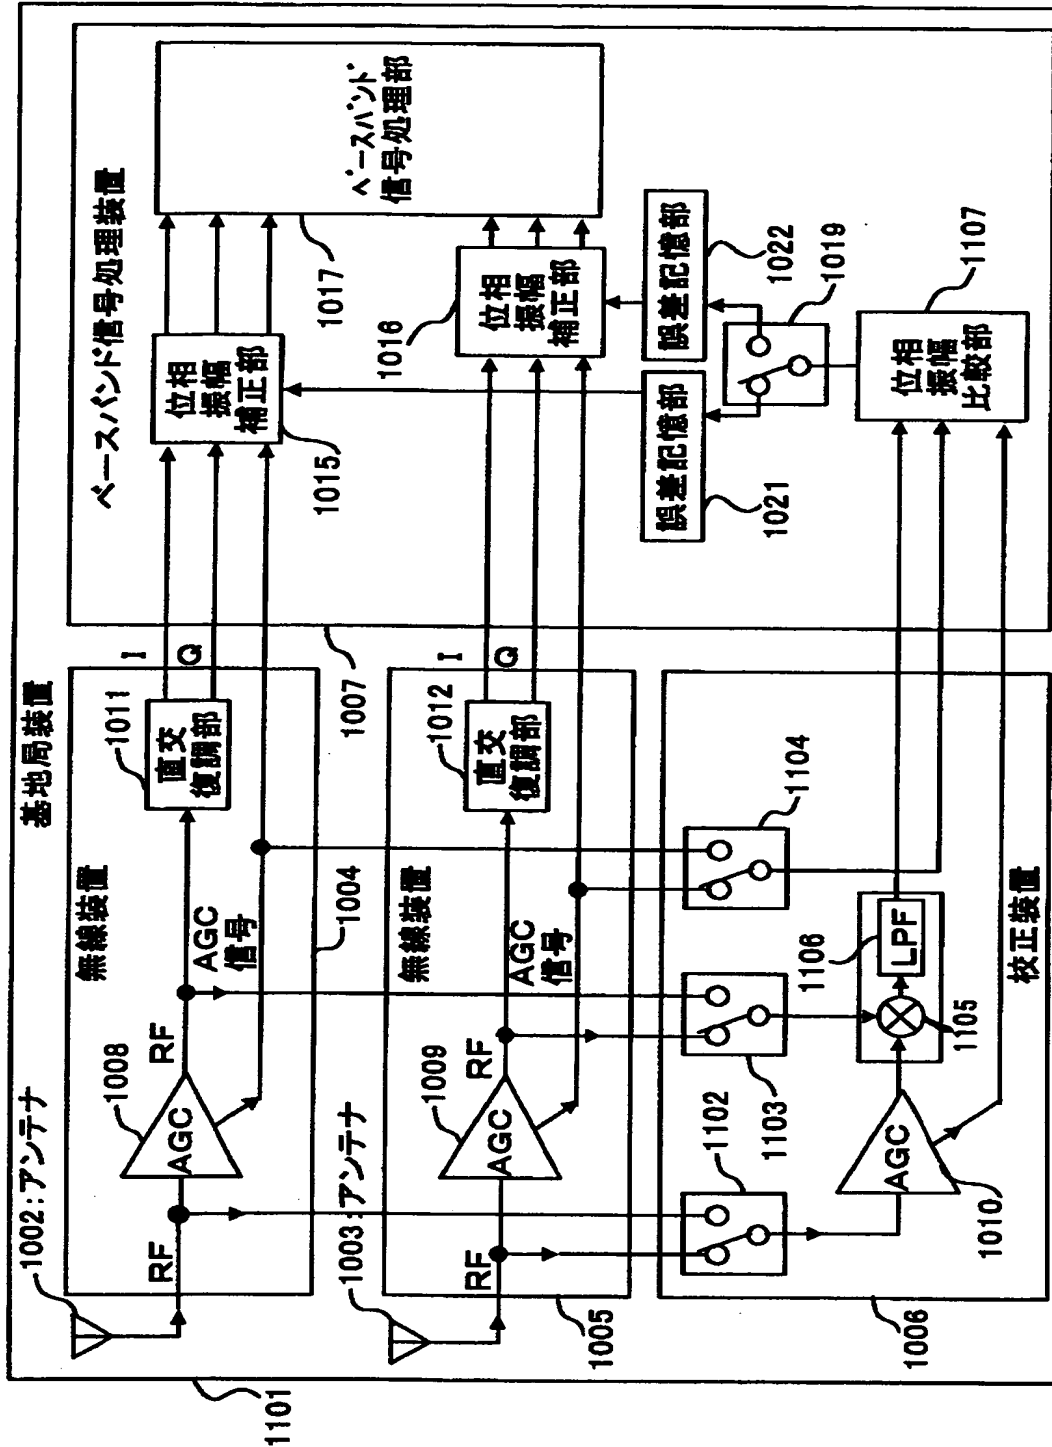 基地局装置
1101
1002:アンテナ
無線装置
RF
AGC
1008
RF
AGC
信号
直交
復調部
1011
I
Q
1004
1003:アンテナ
無線装置
RF
AGC
1009
RF
AGC
信号
直交
復調部
1012
I
Q
1005
校正装置
1006
1102
1103
1104
AGC
1010
1105
1106
LPF
ベースバンド信号処理装置
1007
位相
振幅
補正部
1015
位相
振幅
補正部
1016
ベースバンド
信号処理部
1017
誤差記憶部
1021
誤差記憶部
1022
1019
位相
振幅
比較部
1107